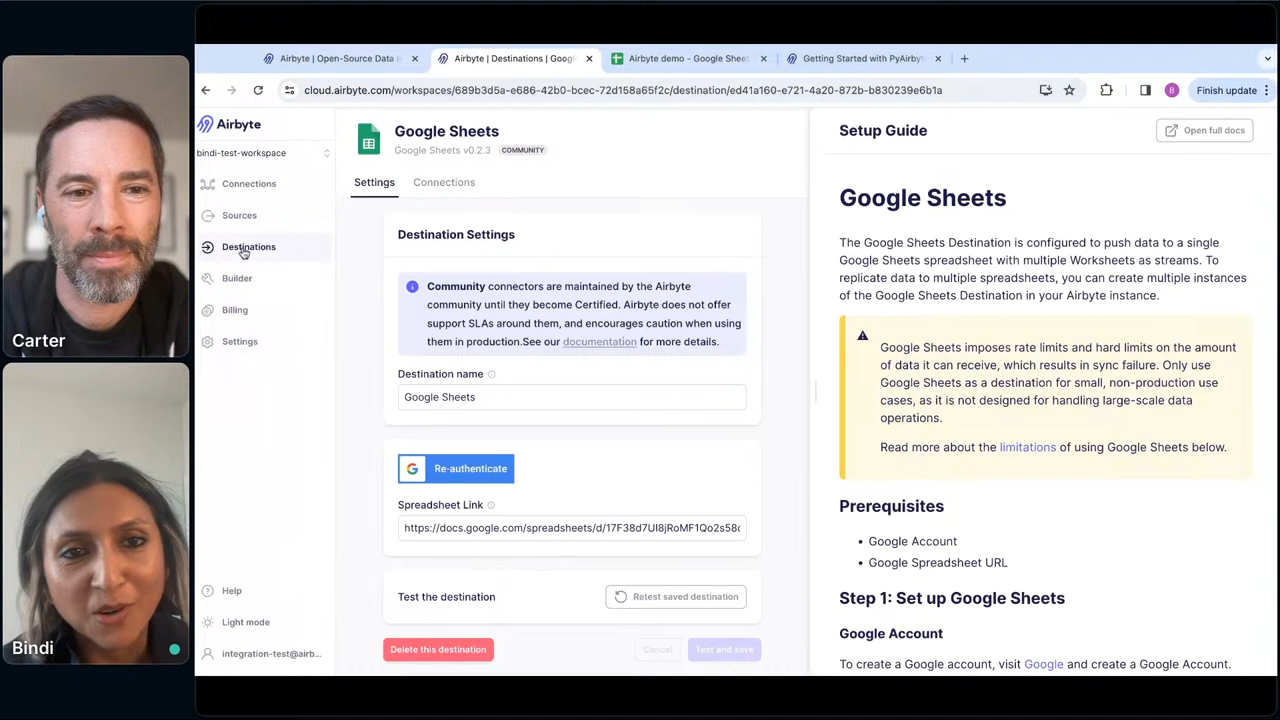 Carter
Bindi
Airbyte | Open-Source Data I
Airbyte | Destinations | Goog
Airbyte demo - Google Sheet
Getting Started with PyAirbyt
cloud.airbyte.com/workspaces/689b3d5a-e686-42b0-bcec-72d158a65f2c/destination/ed41a160-e721-4a20-872b-b830239e6b1a
B
Finish update
Airbyte
bindi-test-workspace
Connections
Sources
Destinations
Builder
Billing
Settings
Help
Light mode
integration-test@airb...
Google Sheets
Google Sheets v0.2.3 COMMUNITY
Settings Connections
Destination Settings
Community connectors are maintained by the Airbyte
community until they become Certified. Airbyte does not offer
support SLAs around them, and encourages caution when using
them in production.See our documentation for more details.
Destination name
Google Sheets
Re-authenticate
Spreadsheet Link
https://docs.google.com/spreadsheets/d/17F38d7UI8jRoMF1Qo2s58c
Test the destination
Retest saved destination
Delete this destination
Cancel
Test and save
Setup Guide
Open full docs
Google Sheets
The Google Sheets Destination is configured to push data to a single
Google Sheets spreadsheet with multiple Worksheets as streams. To
replicate data to multiple spreadsheets, you can create multiple instances
of the Google Sheets Destination in your Airbyte instance.
Google Sheets imposes rate limits and hard limits on the amount
of data it can receive, which results in sync failure. Only use
Google Sheets as a destination for small, non-production use
cases, as it is not designed for handling large-scale data
operations.
Read more about the limitations of using Google Sheets below.
Prerequisites
• Google Account
• Google Spreadsheet URL
Step 1: Set up Google Sheets
Google Account
To create a Google account, visit Google and create a Google Account.